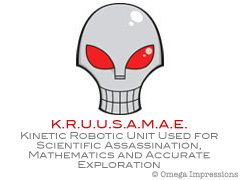 K.R.U.U.S.A.M.A.E.
Kinetic Robotic Unit Used for
Scientific Assassination,
Mathematics and Accurate
Exploration
© Omega Impressions